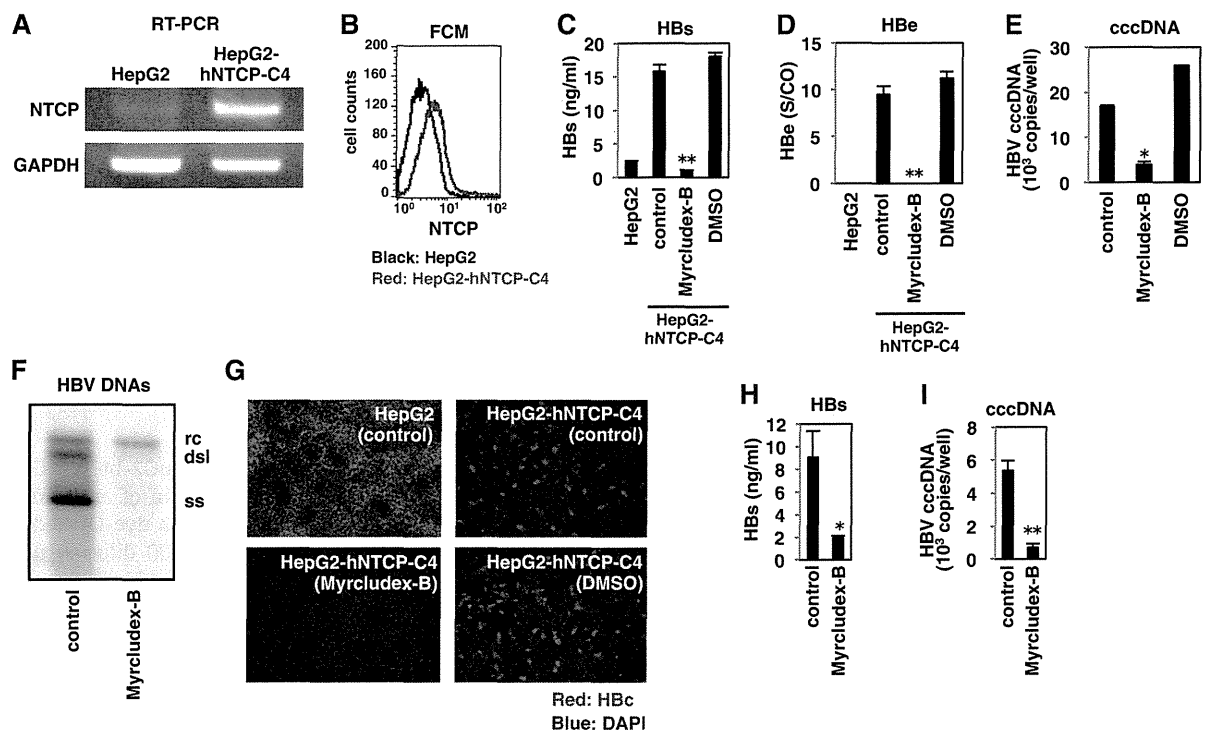 A
RT-PCR
HepG2
HepG2-
hNTCP-C4
NTCP
GAPDH
B
FCM
cell counts
200
160
120
80
40
0
10⁰
10¹
10²
NTCP
Black: HepG2
Red: HepG2-hNTCP-C4
C
HBs
HBs (ng/ml)
20
15
10
5
0
**
HepG2
control
Myrcludex-B
DMSO
HepG2-
hNTCP-C4
D
HBe
HBe (S/CO)
15
10
5
0
**
HepG2
control
Myrcludex-B
DMSO
HepG2-
hNTCP-C4
E
cccDNA
HBV cccDNA
(10³ copies/well)
30
20
10
0
*
control
Myrcludex-B
DMSO
F
HBV DNAs
rc
dsl
ss
control
Myrcludex-B
G
HepG2
(control)
HepG2-hNTCP-C4
(control)
HepG2-hNTCP-C4
(Myrcludex-B)
HepG2-hNTCP-C4
(DMSO)
Red: HBc
Blue: DAPI
H
HBs
HBs (ng/ml)
12
10
8
6
4
2
0
*
control
Myrcludex-B
I
cccDNA
HBV cccDNA
(10³ copies/well)
8
6
4
2
0
**
control
Myrcludex-B